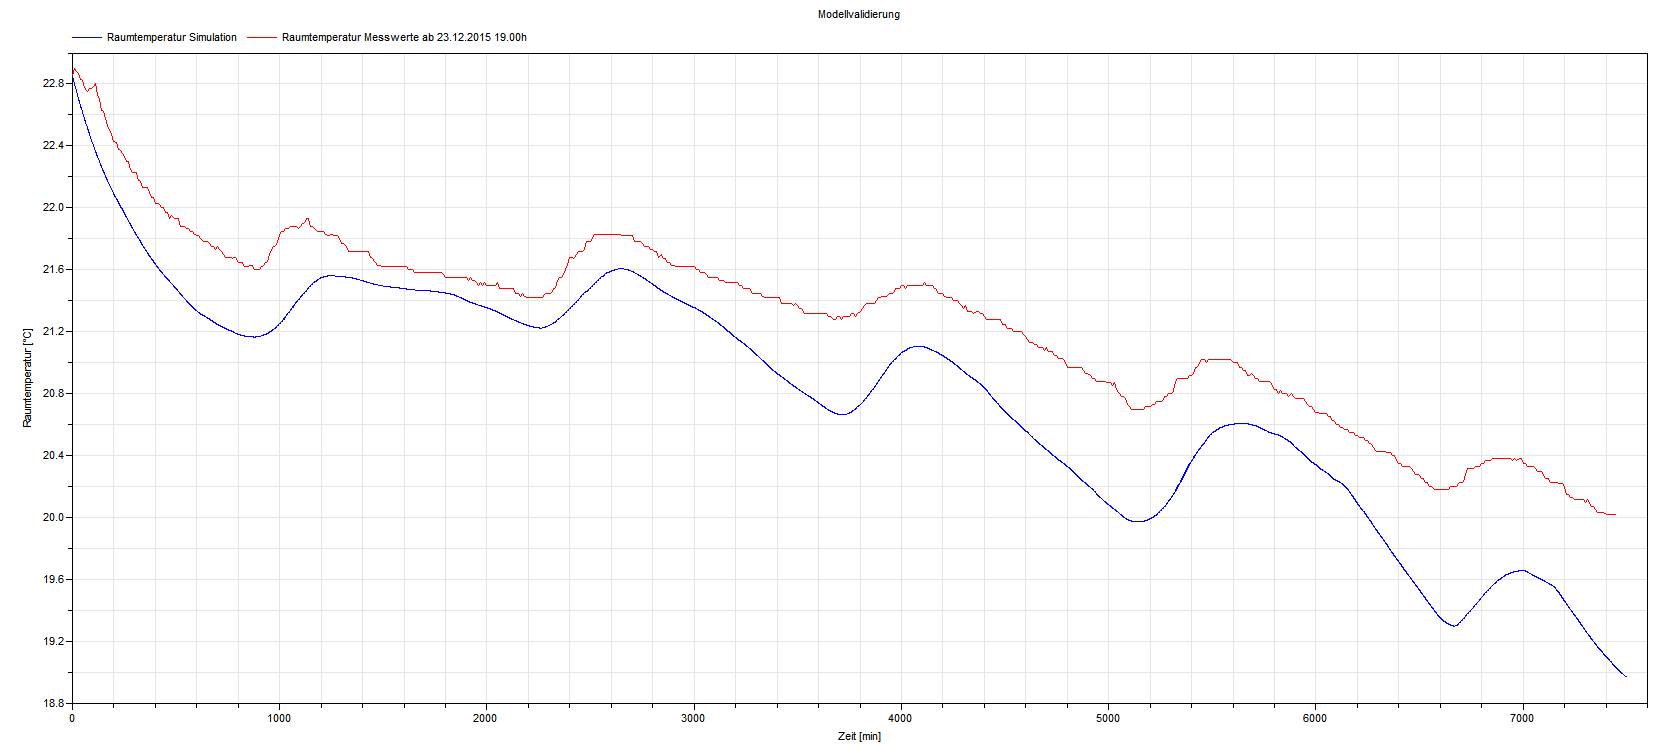 Modellvalidierung
Raumtemperatur Simulation Raumtemperatur Messwerte ab 23.12.2015 19.00h
22.8
22.4
22.0
21.6
21.2
20.8
20.4
20.0
19.6
19.2
18.8
Raumtemperatur [°C]
0 1000 2000 3000 4000 5000 6000 7000
Zeit [min]